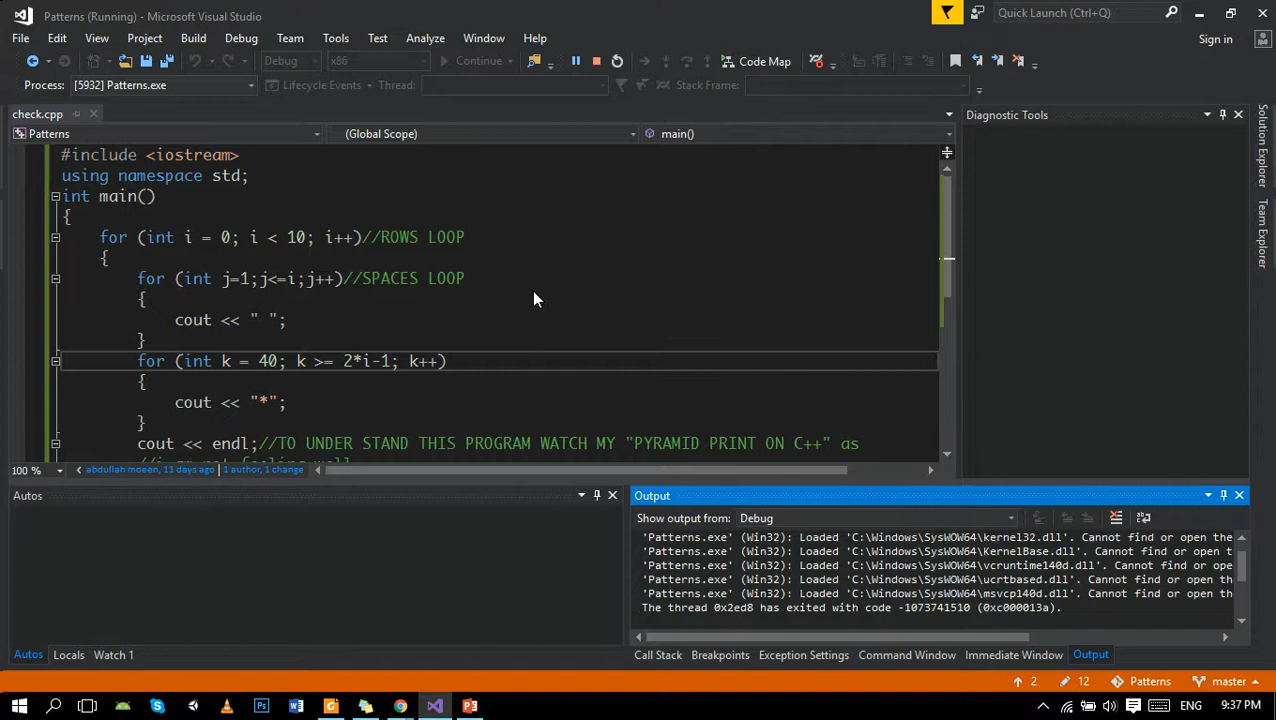 Patterns (Running) - Microsoft Visual Studio
Quick Launch (Ctrl+Q)
File Edit View Project Build Debug Team Tools Test Analyze Window Help
Sign in
Debug x86 Continue Code Map
Process: [5932] Patterns.exe Lifecycle Events Thread: Stack Frame:
check.cpp
Diagnostic Tools
Patterns (Global Scope) main()
#include <iostream>
using namespace std;
int main()
{
for (int i = 0; i < 10; i++)//ROWS LOOP
{
for (int j=1;j<=i;j++)//SPACES LOOP
{
cout << " ";
}
for (int k = 40; k >= 2*i-1; k++)
{
cout << "*";
}
cout << endl;//TO UNDER STAND THIS PROGRAM WATCH MY "PYRAMID PRINT ON C++" as
100 % abdullah moeen, 11 days ago | 1 author, 1 change
Solution Explorer
Team Explorer
Autos
Output
Show output from: Debug
'Patterns.exe' (Win32): Loaded 'C:\Windows\SysWOW64\kernel32.dll'. Cannot find or open the
'Patterns.exe' (Win32): Loaded 'C:\Windows\SysWOW64\KernelBase.dll'. Cannot find or open t
'Patterns.exe' (Win32): Loaded 'C:\Windows\SysWOW64\vcruntime140d.dll'. Cannot find or ope
'Patterns.exe' (Win32): Loaded 'C:\Windows\SysWOW64\ucrtbased.dll'. Cannot find or open th
'Patterns.exe' (Win32): Loaded 'C:\Windows\SysWOW64\msvcp140d.dll'. Cannot find or open th
The thread 0x2ed8 has exited with code -1073741510 (0xc000013a).
Autos Locals Watch 1
Call Stack Breakpoints Exception Settings Command Window Immediate Window Output
2 12 Patterns master
9:37 PM